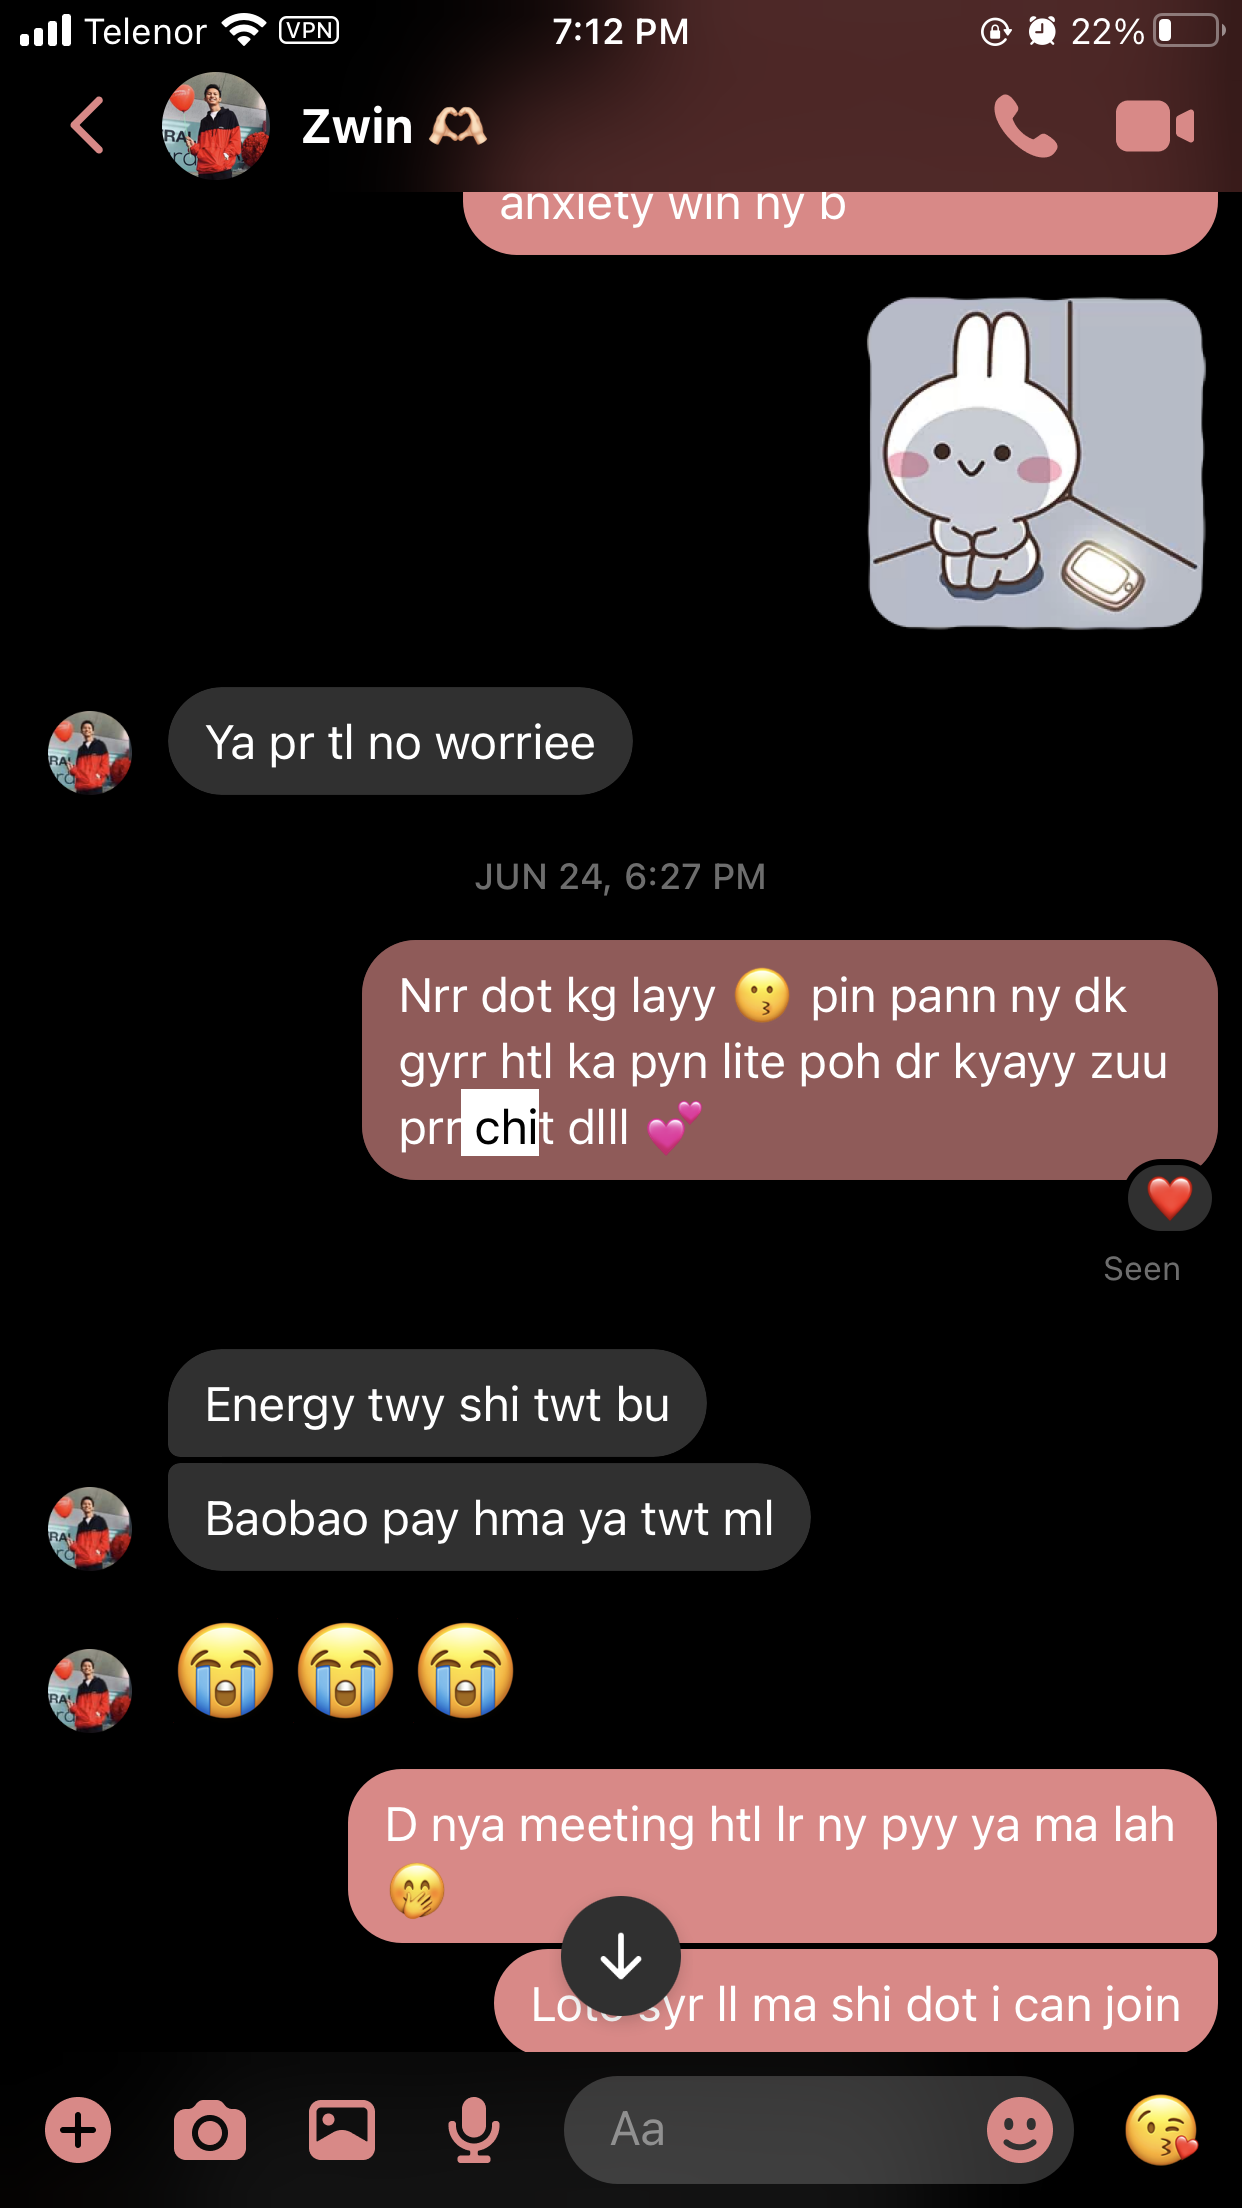 Telenor VPN 7:12 PM 22%
Zwin 🫶🏻
anxiety win ny b
Ya pr tl no worriee
JUN 24, 6:27 PM
Nrr dot kg layy 😗 pin pann ny dk
gyrr htl ka pyn lite poh dr kyayy zuu
prr chit dlll 💕
❤️
Seen
Energy twy shi twt bu
Baobao pay hma ya twt ml
😭😭😭
D nya meeting htl lr ny pyy ya ma lah
🤭
syr ll ma shi dot i can join
Aa